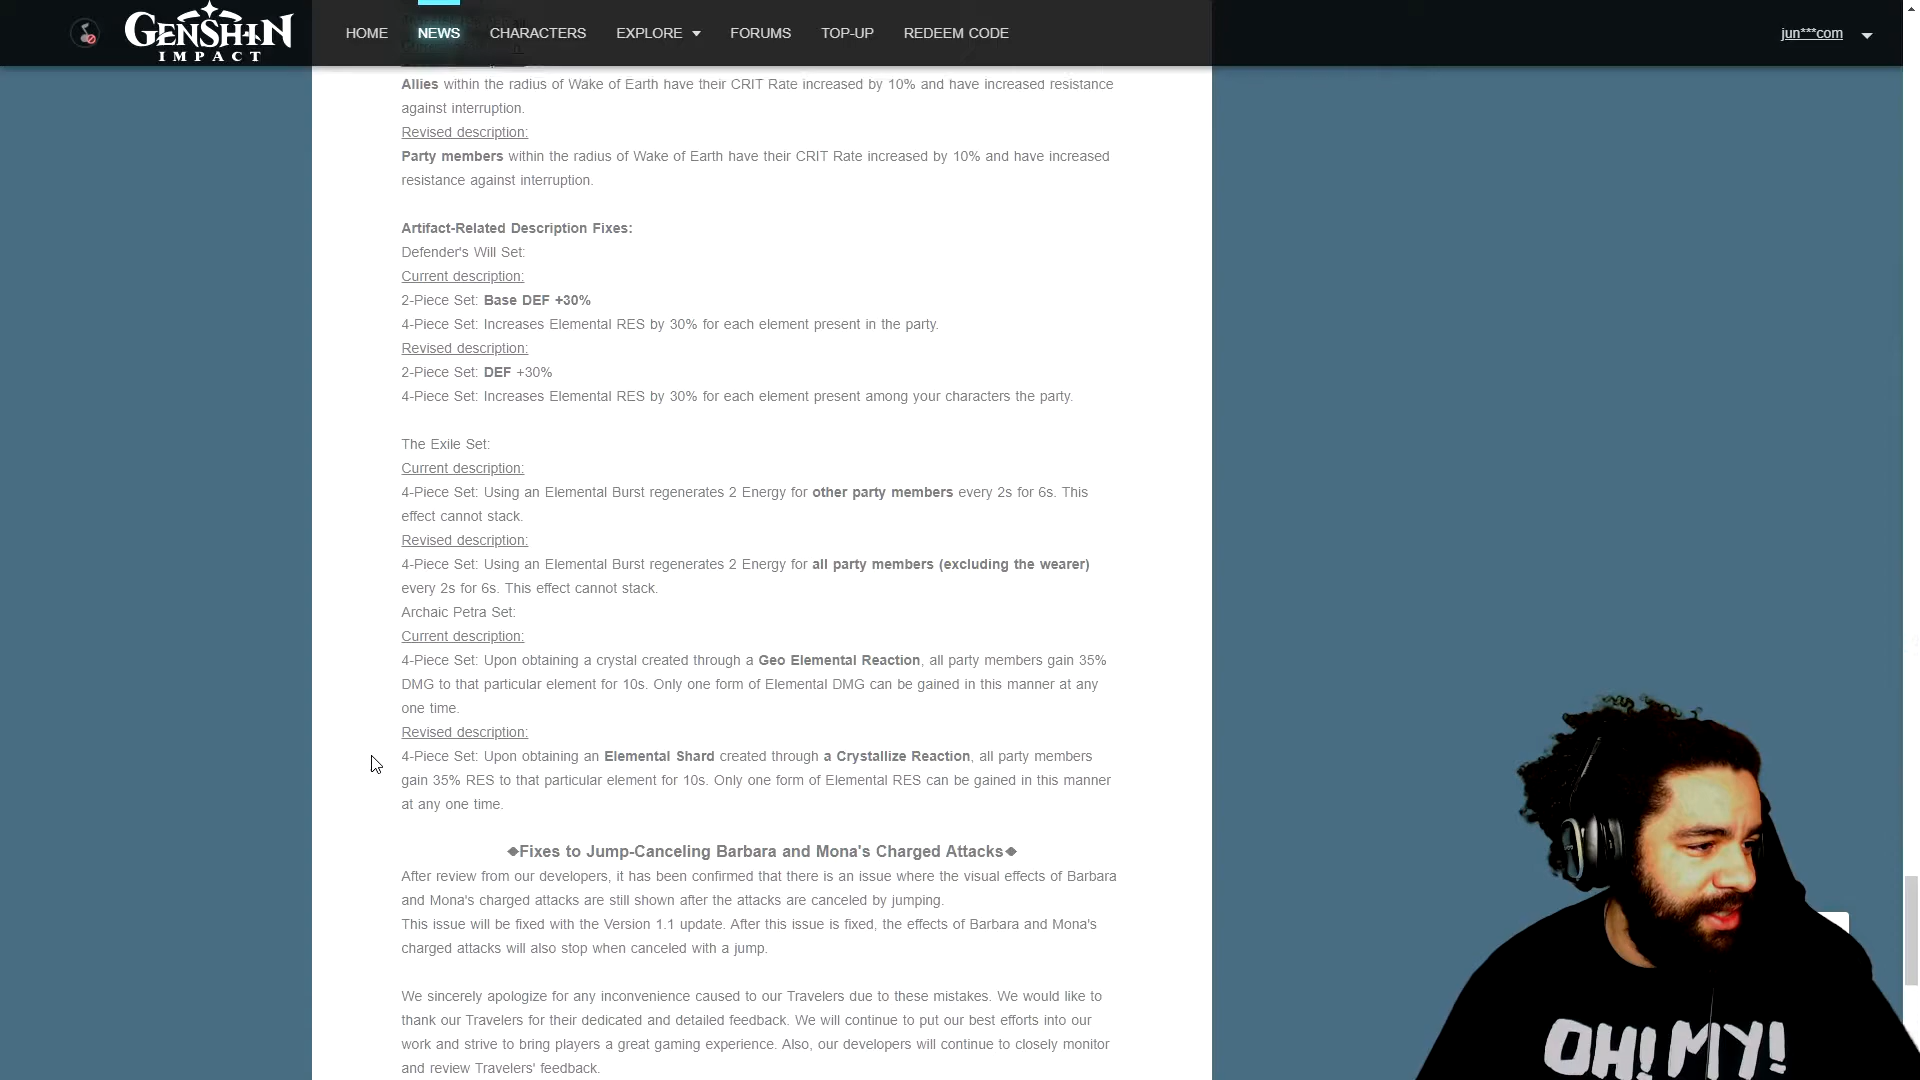 GENSHIN
IMPACT
HOME
NEWS
CHARACTERS
EXPLORE
FORUMS
TOP-UP
REDEEM CODE
jun***com
Allies within the radius of Wake of Earth have their CRIT Rate increased by 10% and have increased resistance
against interruption.
Revised description:
Party members within the radius of Wake of Earth have their CRIT Rate increased by 10% and have increased
resistance against interruption.
Artifact-Related Description Fixes:
Defender's Will Set:
Current description:
2-Piece Set: Base DEF +30%
4-Piece Set: Increases Elemental RES by 30% for each element present in the party.
Revised description:
2-Piece Set: DEF +30%
4-Piece Set: Increases Elemental RES by 30% for each element present among your characters the party.
The Exile Set:
Current description:
4-Piece Set: Using an Elemental Burst regenerates 2 Energy for other party members every 2s for 6s. This
effect cannot stack.
Revised description:
4-Piece Set: Using an Elemental Burst regenerates 2 Energy for all party members (excluding the wearer)
every 2s for 6s. This effect cannot stack.
Archaic Petra Set:
Current description:
4-Piece Set: Upon obtaining a crystal created through a Geo Elemental Reaction, all party members gain 35%
DMG to that particular element for 10s. Only one form of Elemental DMG can be gained in this manner at any
one time.
Revised description:
4-Piece Set: Upon obtaining an Elemental Shard created through a Crystallize Reaction, all party members
gain 35% RES to that particular element for 10s. Only one form of Elemental RES can be gained in this manner
at any one time.
◆Fixes to Jump-Canceling Barbara and Mona's Charged Attacks◆
After review from our developers, it has been confirmed that there is an issue where the visual effects of Barbara
and Mona's charged attacks are still shown after the attacks are canceled by jumping.
This issue will be fixed with the Version 1.1 update. After this issue is fixed, the effects of Barbara and Mona's
charged attacks will also stop when canceled with a jump.
We sincerely apologize for any inconvenience caused to our Travelers due to these mistakes. We would like to
thank our Travelers for their dedicated and detailed feedback. We will continue to put our best efforts into our
work and strive to bring players a great gaming experience. Also, our developers will continue to closely monitor
and review Travelers' feedback.
OH! MY!